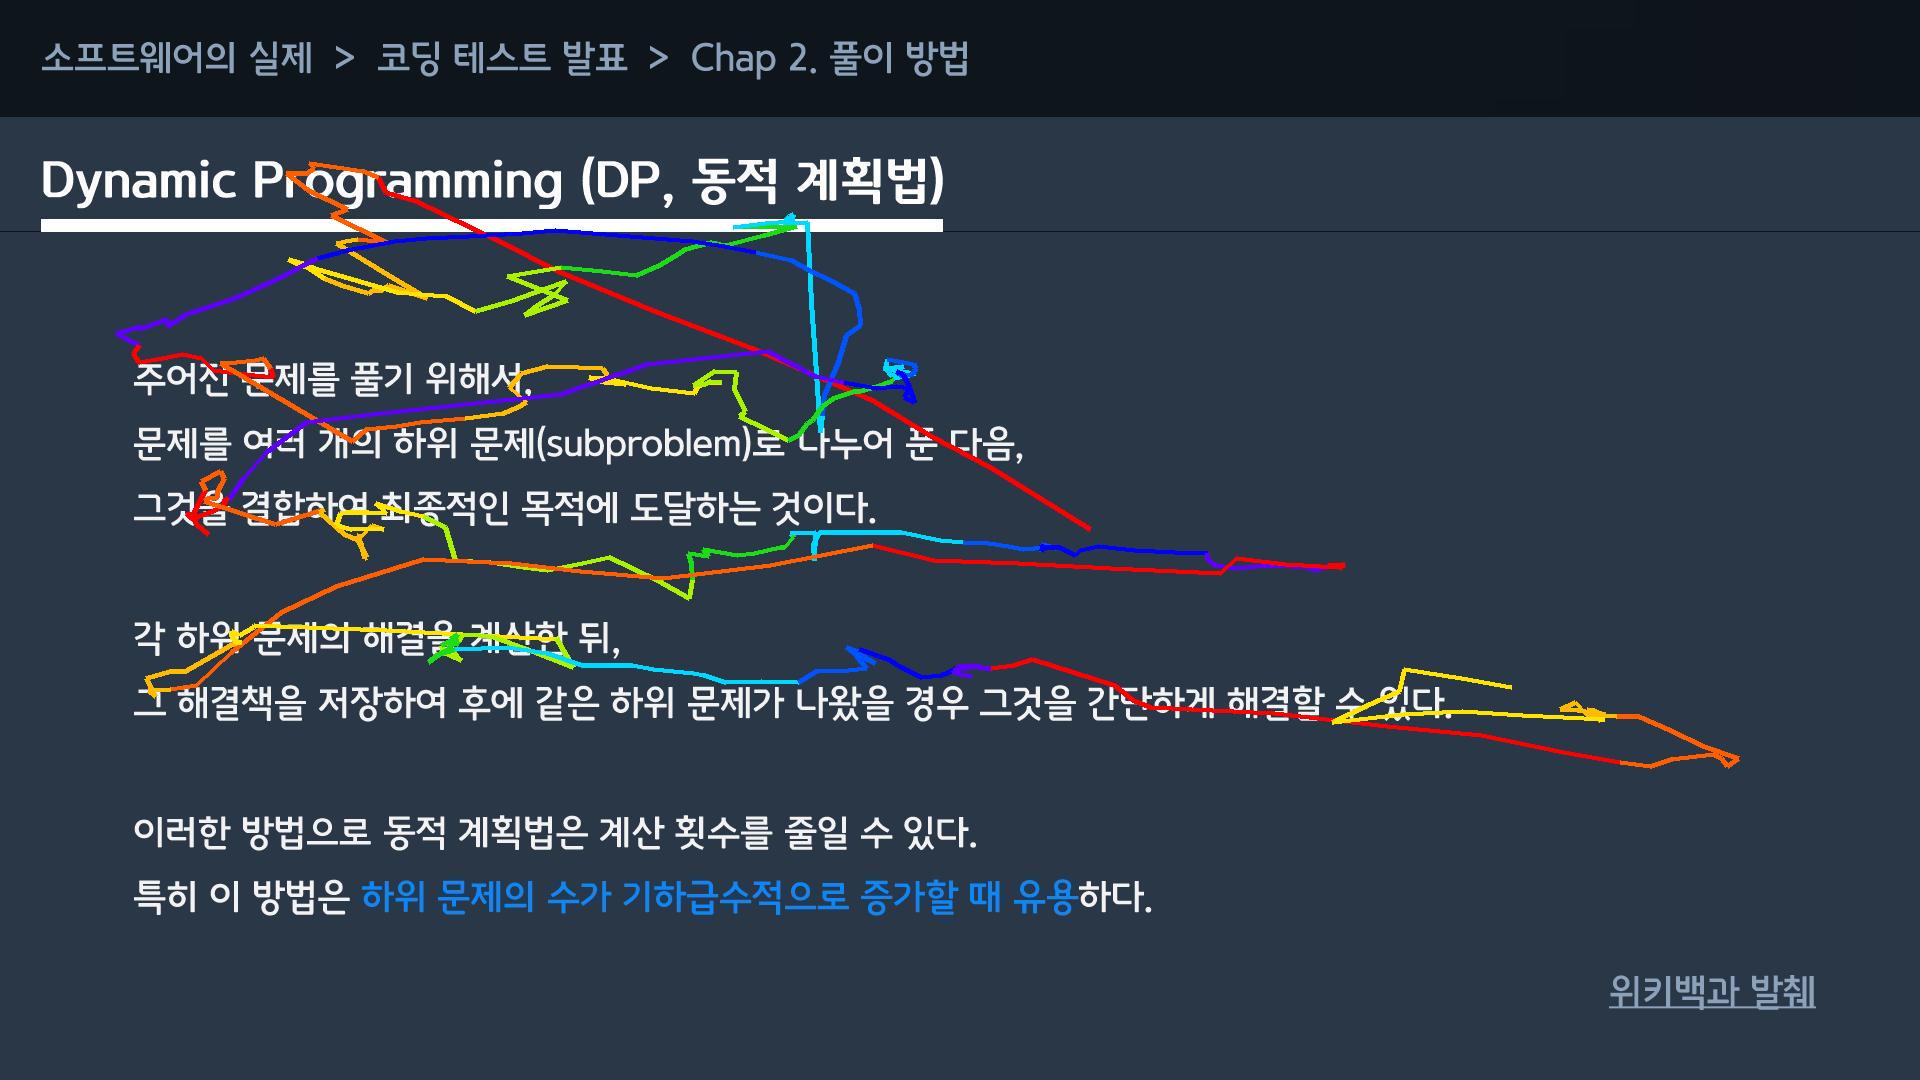 소프트웨어의 실제 > 코딩 테스트 발표 > Chap 2. 풀이 방법
Dynamic Programming (DP, 동적 계획법)
주어진 문제를 풀기 위해서,
문제를 여러 개의 하위 문제(subproblem)로 나누어 푼 다음,
그것을 결합하여 최종적인 목적에 도달하는 것이다.
각 하위 문제의 해결을 계산한 뒤,
그 해결책을 저장하여 후에 같은 하위 문제가 나왔을 경우 그것을 간단하게 해결할 수 있다.
이러한 방법으로 동적 계획법은 계산 횟수를 줄일 수 있다.
특히 이 방법은 하위 문제의 수가 기하급수적으로 증가할 때 유용하다.
위키백과 발췌